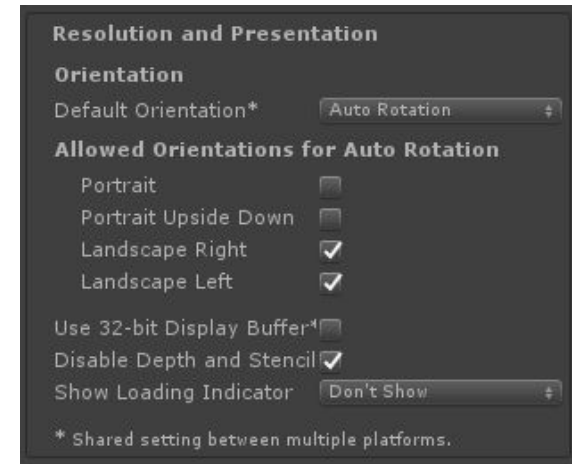 Resolution and Presentation
Orientation
Default Orientation* Auto Rotation
Allowed Orientations for Auto Rotation
Portrait
Portrait Upside Down
Landscape Right
Landscape Left
Use 32-bit Display Buffer*
Disable Depth and Stencil
Show Loading Indicator Don't Show
* Shared setting between multiple platforms.